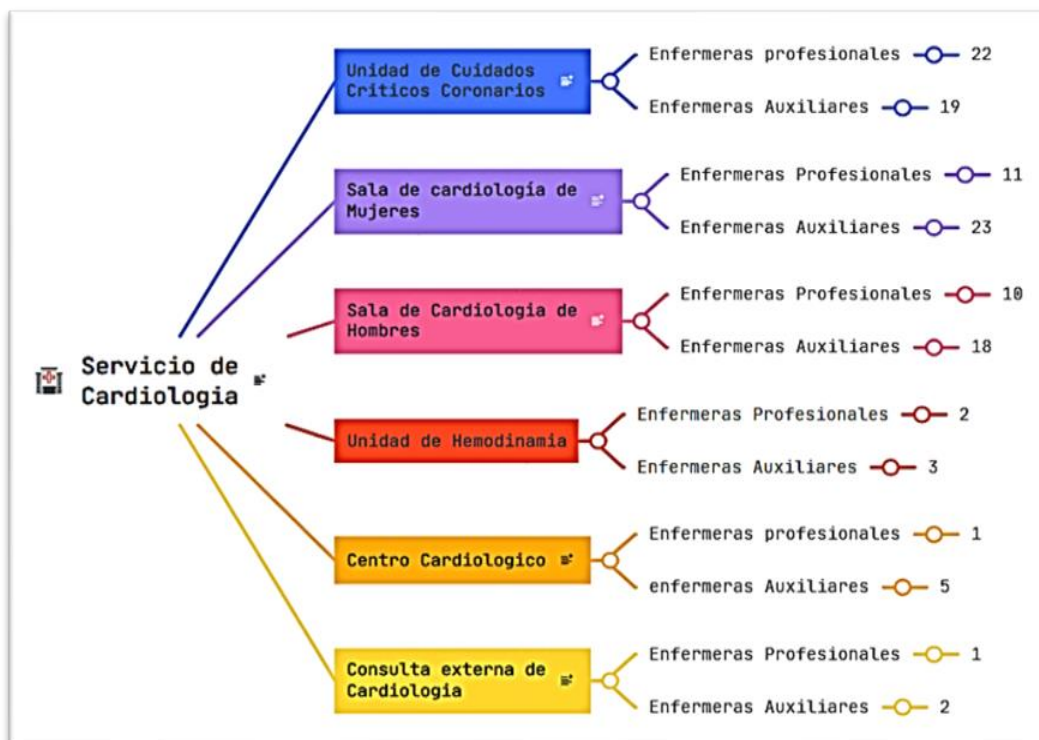 Servicio de
Cardiologia
Unidad de Cuidados
Criticos Coronarios
Enfermeras profesionales 22
Enfermeras Auxiliares 19
Sala de cardiología de
Mujeres
Enfermeras Profesionales 11
Enfermeras Auxiliares 23
Sala de Cardiologia de
Hombres
Enfermeras Profesionales 10
Enfermeras Auxiliares 18
Unidad de Hemodinamia
Enfermeras Profesionales 2
Enfermeras Auxiliares 3
Centro Cardiologico
Enfermeras profesionales 1
enfermeras Auxiliares 5
Consulta externa de
Cardiologia
Enfermeras Profesionales 1
Enfermeras Auxiliares 2